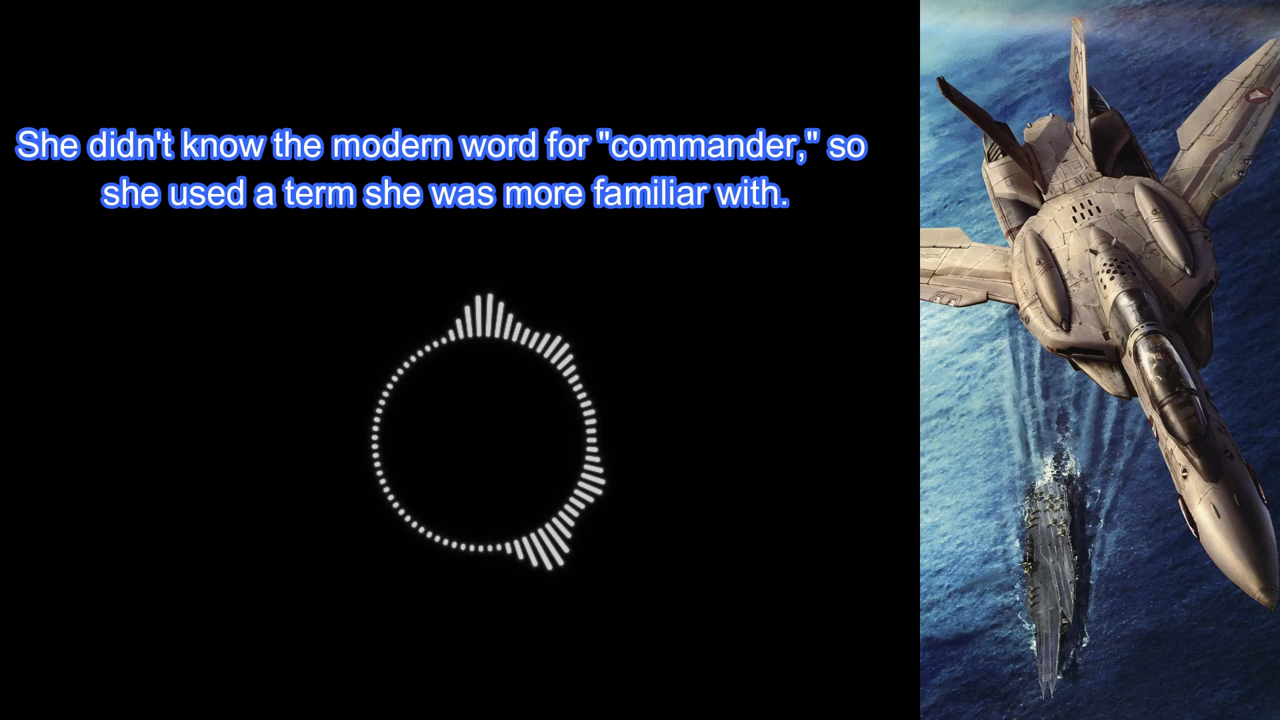 She didn't know the modern word for "commander," so
she used a term she was more familiar with.